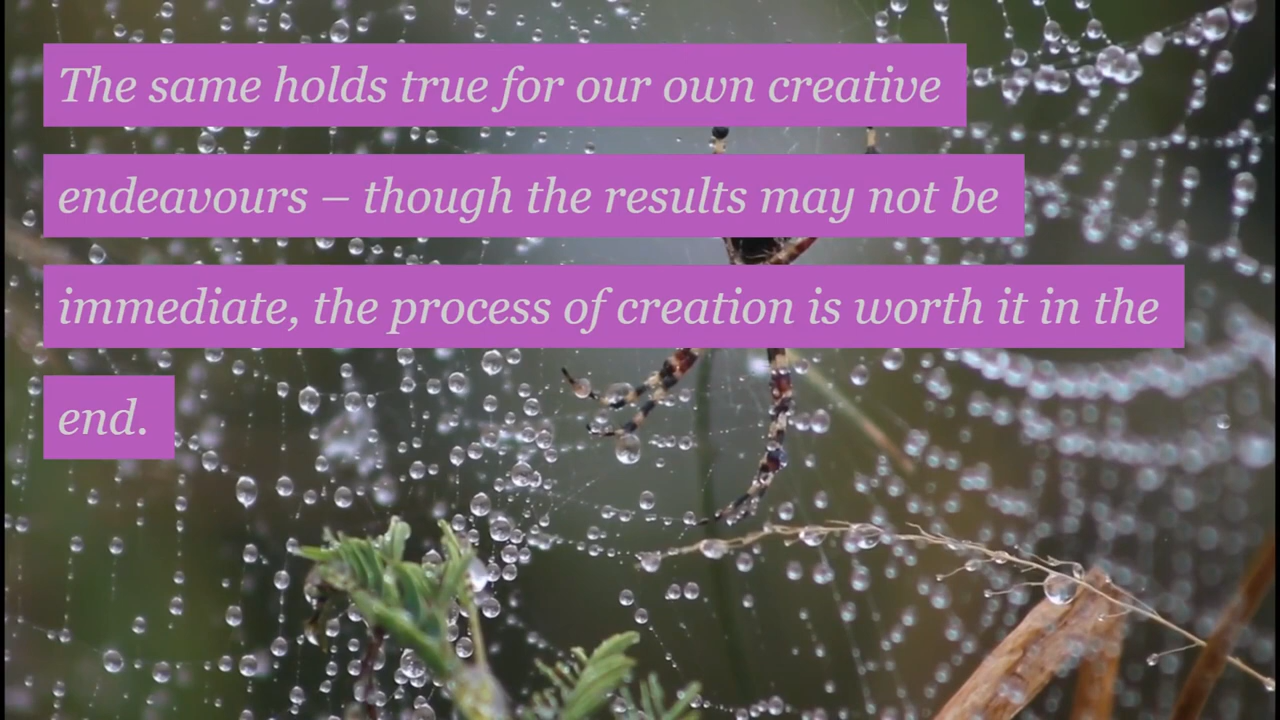 The same holds true for our own creative
endeavours – though the results may not be
immediate, the process of creation is worth it in the
end.